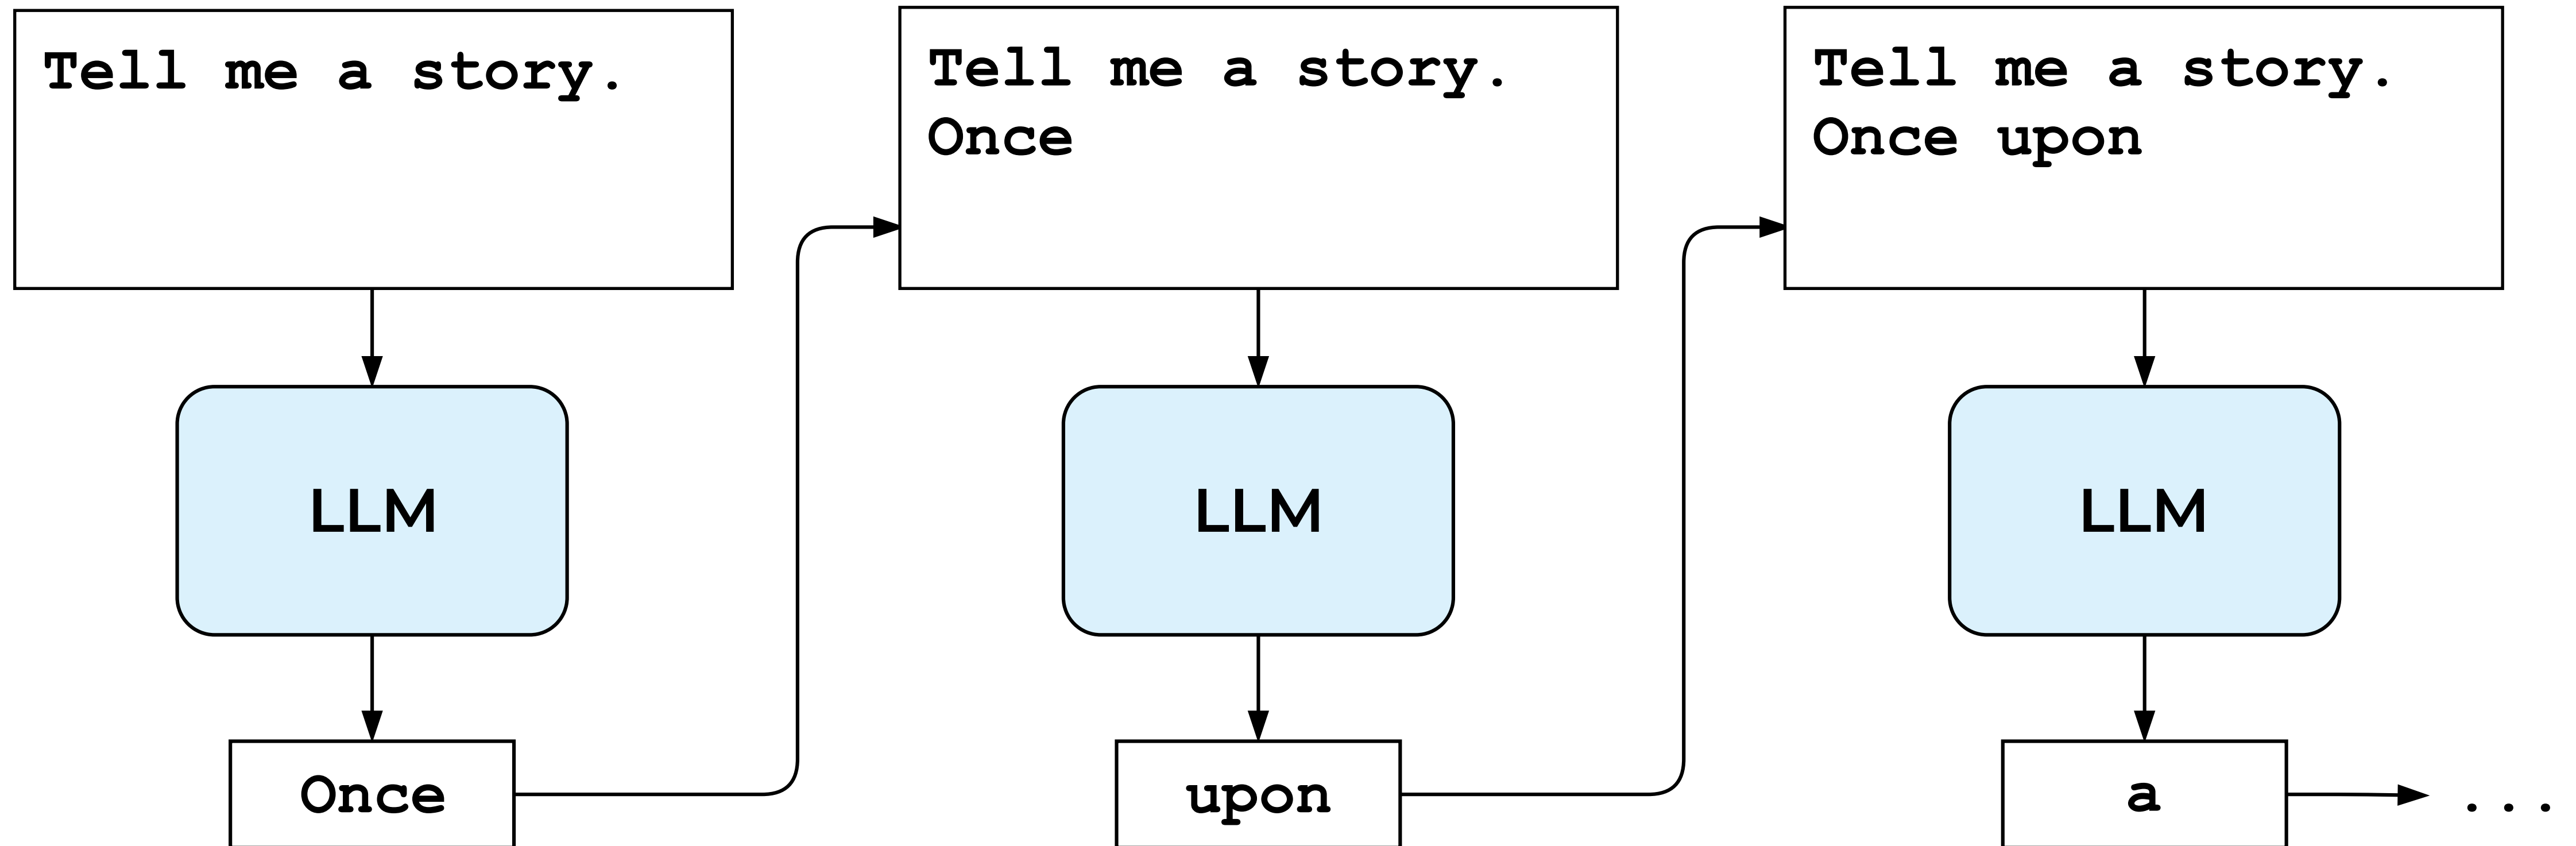 Tell me a story.
LLM
Once
Tell me a story.
Once
LLM
upon
Tell me a story.
Once upon
LLM
a
...